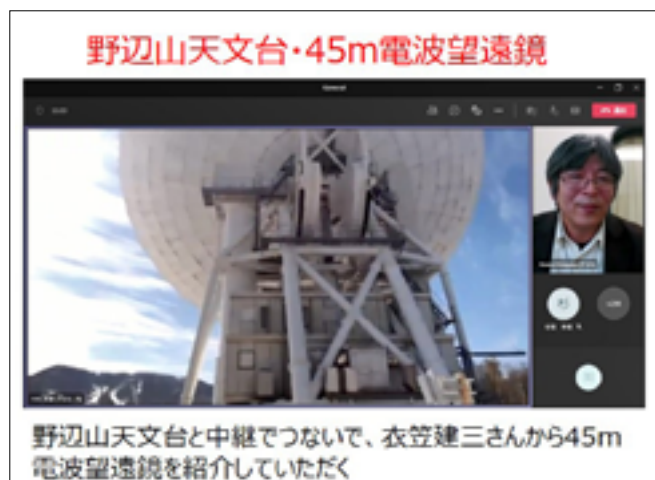 野辺山天文台・45m電波望遠鏡
野辺山天文台と中継でつないで、衣笠建三さんから45m
電波望遠鏡を紹介していただく